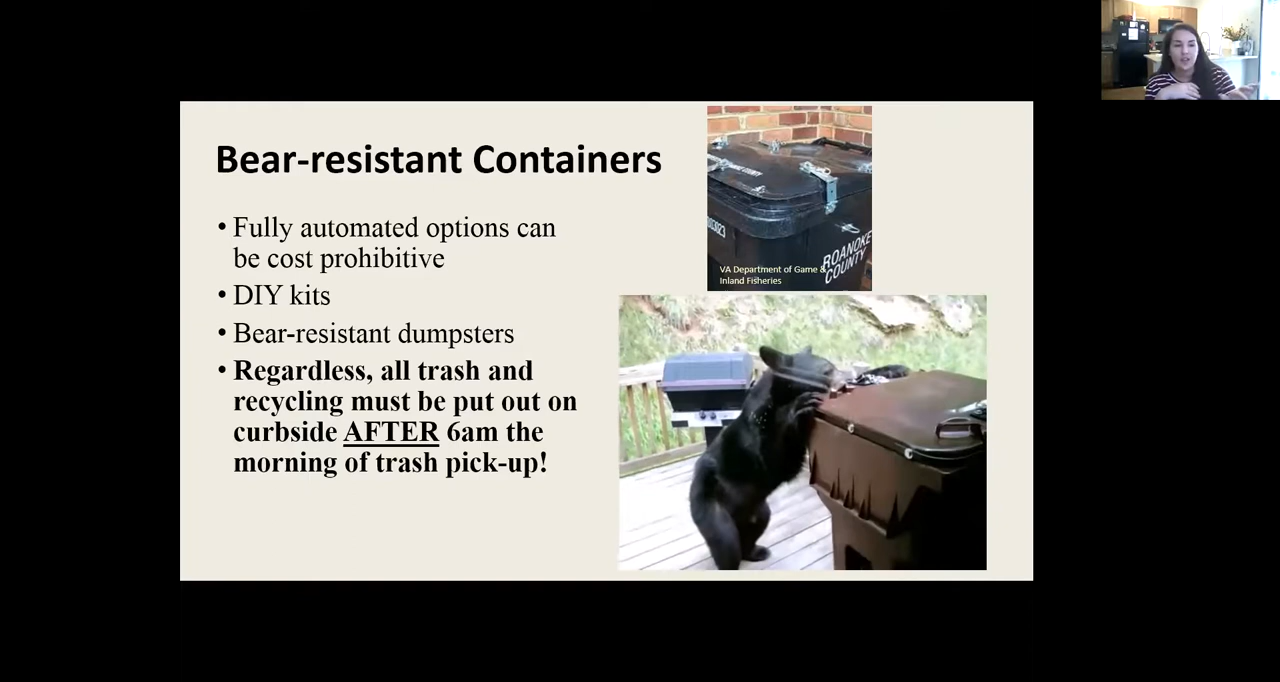 Bear-resistant Containers
• Fully automated options can
be cost prohibitive
• DIY kits
• Bear-resistant dumpsters
• Regardless, all trash and
recycling must be put out on
curbside AFTER 6am the
morning of trash pick-up!
ROANOKE
COUNTY
VA Department of Game &
Inland Fisheries